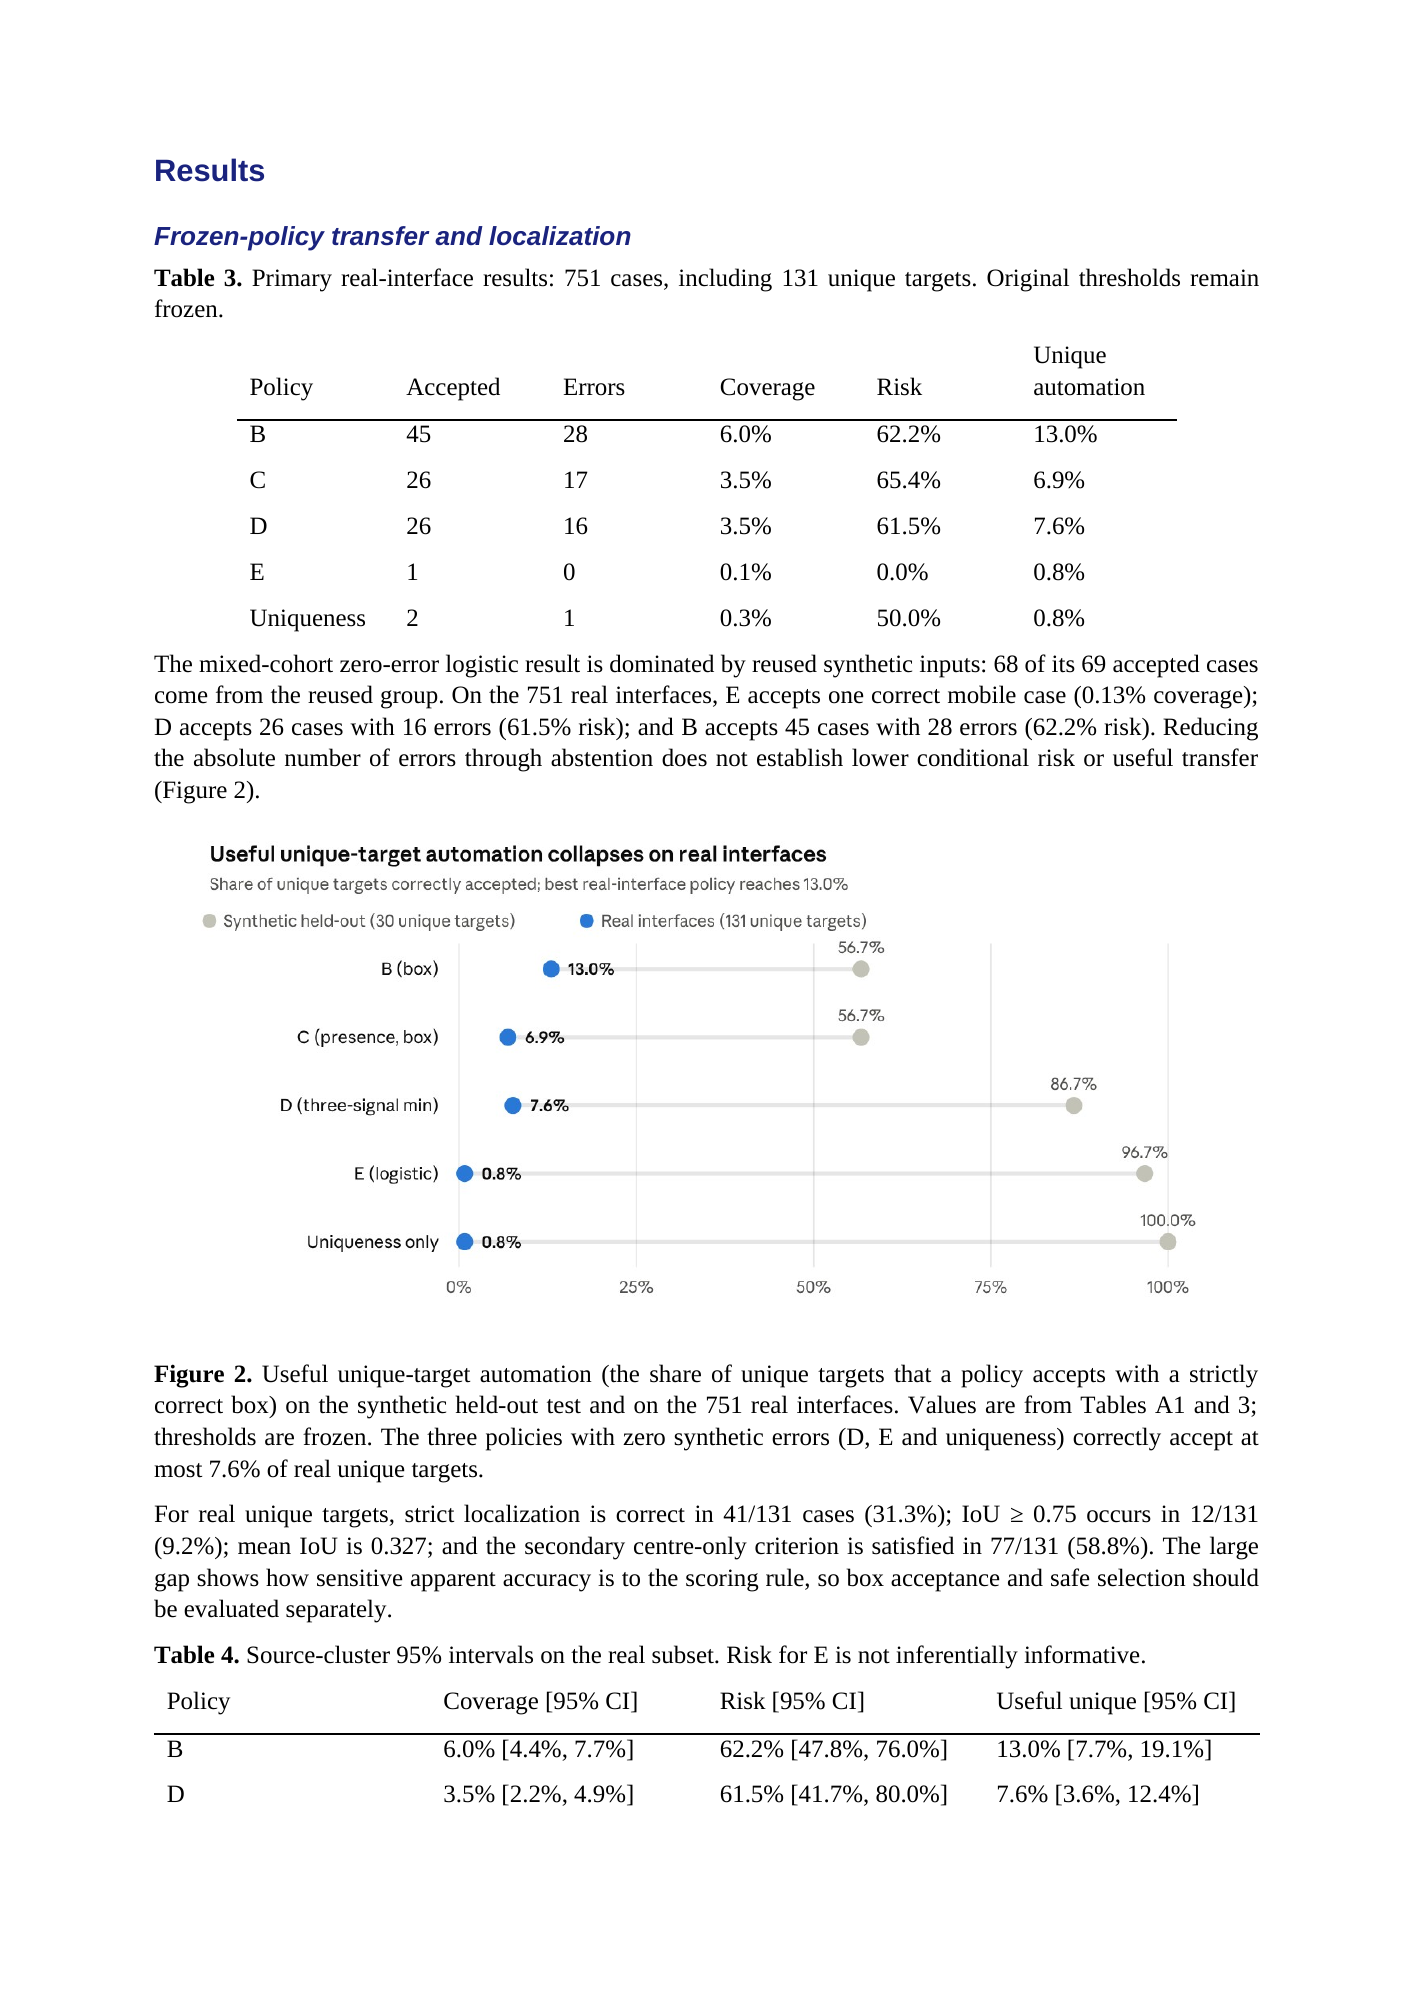 Results
Frozen-policy transfer and localization
Table 3. Primary real-interface results: 751 cases, including 131 unique targets. Original thresholds remain
frozen.
Policy Accepted Errors Coverage Risk Unique automation
B 45 28 6.0% 62.2% 13.0%
C 26 17 3.5% 65.4% 6.9%
D 26 16 3.5% 61.5% 7.6%
E 1 0 0.1% 0.0% 0.8%
Uniqueness 2 1 0.3% 50.0% 0.8%
The mixed-cohort zero-error logistic result is dominated by reused synthetic inputs: 68 of its 69 accepted cases
come from the reused group. On the 751 real interfaces, E accepts one correct mobile case (0.13% coverage);
D accepts 26 cases with 16 errors (61.5% risk); and B accepts 45 cases with 28 errors (62.2% risk). Reducing
the absolute number of errors through abstention does not establish lower conditional risk or useful transfer
(Figure 2).
Useful unique-target automation collapses on real interfaces
Share of unique targets correctly accepted; best real-interface policy reaches 13.0%
Synthetic held-out (30 unique targets) Real interfaces (131 unique targets)
56.7%
B (box) 13.0%
56.7%
C (presence, box) 6.9%
86.7%
D (three-signal min) 7.6%
96.7%
E (logistic) 0.8%
100.0%
Uniqueness only 0.8%
0% 25% 50% 75% 100%
Figure 2. Useful unique-target automation (the share of unique targets that a policy accepts with a strictly
correct box) on the synthetic held-out test and on the 751 real interfaces. Values are from Tables A1 and 3;
thresholds are frozen. The three policies with zero synthetic errors (D, E and uniqueness) correctly accept at
most 7.6% of real unique targets.
For real unique targets, strict localization is correct in 41/131 cases (31.3%); IoU ≥ 0.75 occurs in 12/131
(9.2%); mean IoU is 0.327; and the secondary centre-only criterion is satisfied in 77/131 (58.8%). The large
gap shows how sensitive apparent accuracy is to the scoring rule, so box acceptance and safe selection should
be evaluated separately.
Table 4. Source-cluster 95% intervals on the real subset. Risk for E is not inferentially informative.
Policy Coverage [95% CI] Risk [95% CI] Useful unique [95% CI]
B 6.0% [4.4%, 7.7%] 62.2% [47.8%, 76.0%] 13.0% [7.7%, 19.1%]
D 3.5% [2.2%, 4.9%] 61.5% [41.7%, 80.0%] 7.6% [3.6%, 12.4%]